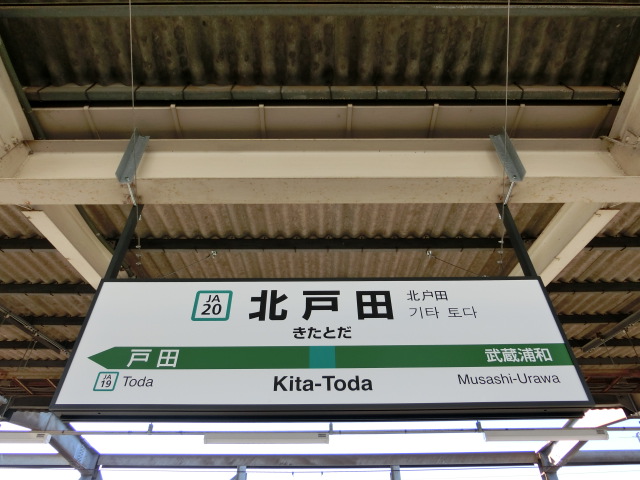 JA
20
北戸田
北户田
기타 토다
きたとだ
戸田
武蔵浦和
JA
19
Toda
Kita-Toda
Musashi-Urawa